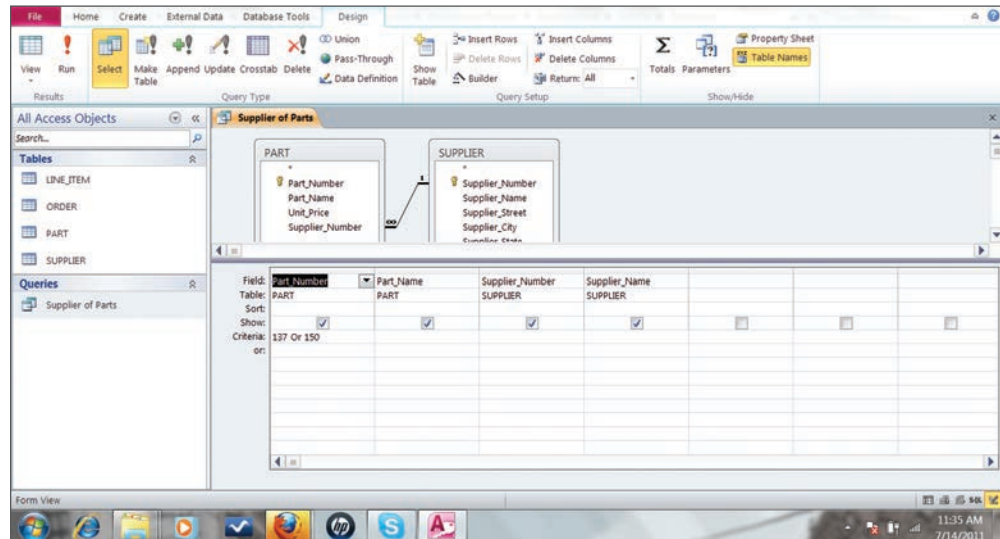 File Home Create External Data Database Tools Design
View Run Select Make Table Append Update Crosstab Delete Union Pass-Through Data Definition Show Table Insert Rows Delete Rows Builder Insert Columns Delete Columns Return: All Totals Parameters Property Sheet Table Names
Results Query Type Query Setup Show/Hide
All Access Objects
Search...
Tables
LINE_ITEM
ORDER
PART
SUPPLIER
Queries
Supplier of Parts
Supplier of Parts
PART
*
Part_Number
Part_Name
Unit_Price
Supplier_Number
∞ 1
SUPPLIER
*
Supplier_Number
Supplier_Name
Supplier_Street
Supplier_City
Supplier_State
Field: Part_Number Part_Name Supplier_Number Supplier_Name
Table: PART PART SUPPLIER SUPPLIER
Sort:
Show:
Criteria: 137 Or 150
or:
Form View SQL
hp S A
11:35 AM
7/14/2011